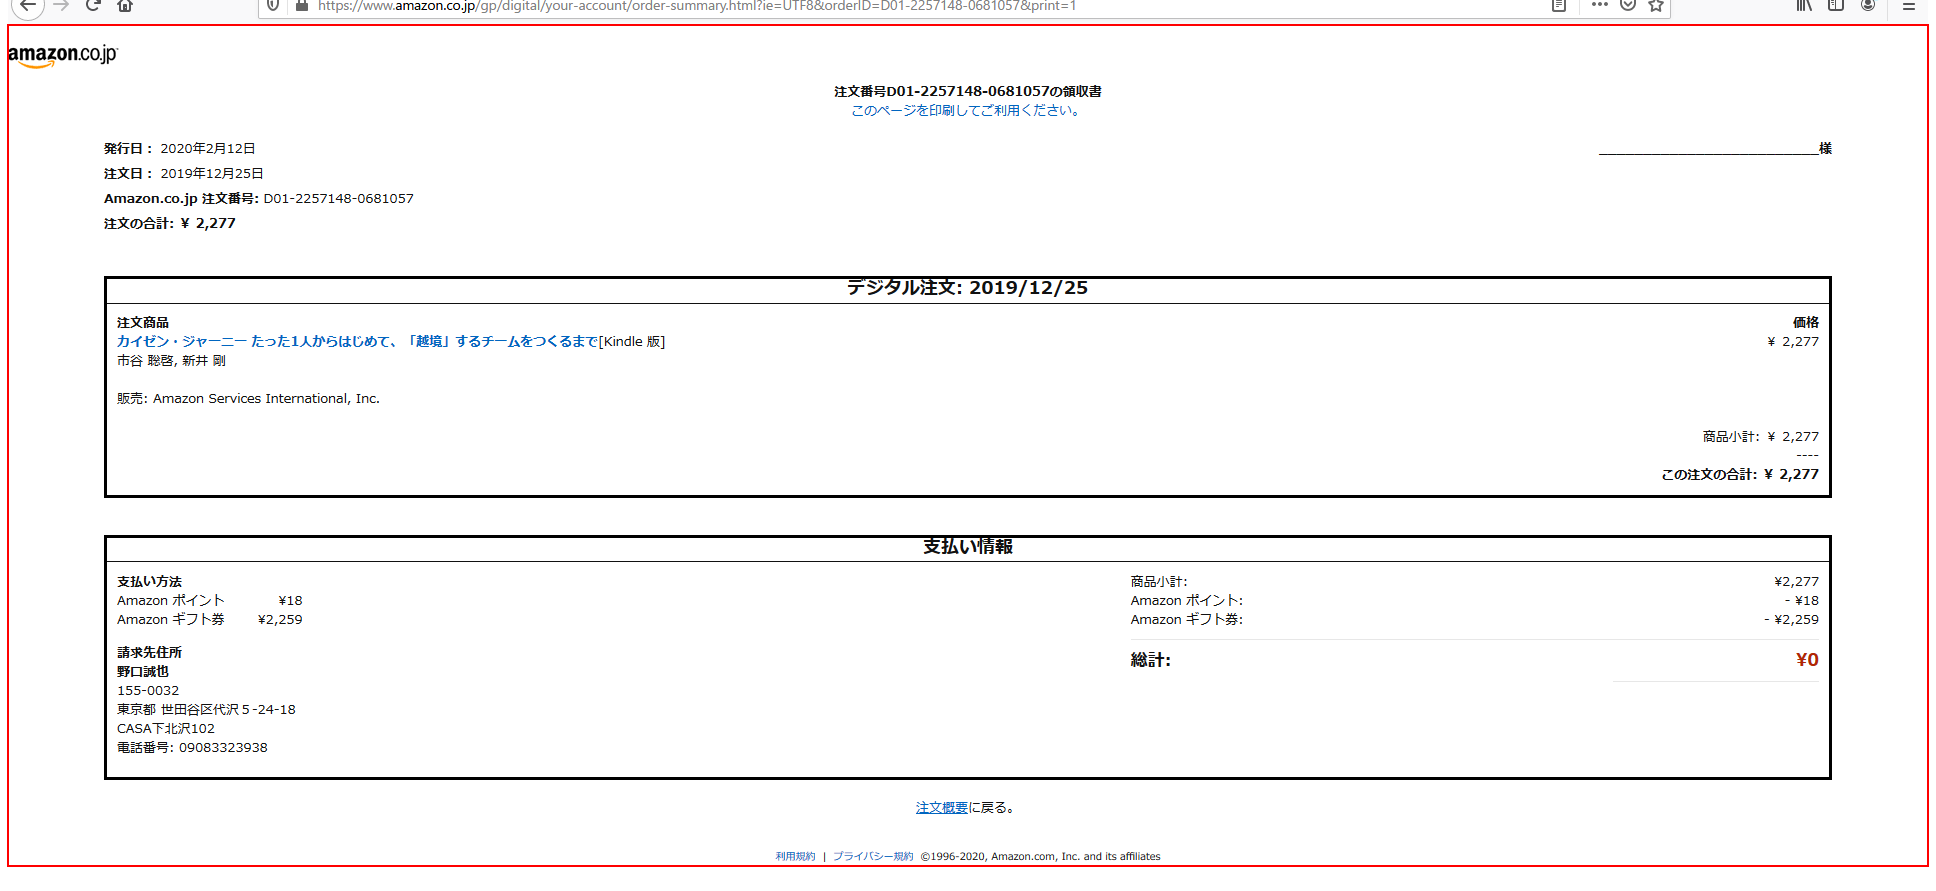 https://www.amazon.co.jp/gp/digital/your-account/order-summary.html?ie=UTF8&orderID=D01-2257148-0681057&print=1
amazon.co.jp
注文番号D01-2257148-0681057の領収書
このページを印刷してご利用ください。
発行日： 2020年2月12日
様
注文日： 2019年12月25日
Amazon.co.jp 注文番号: D01-2257148-0681057
注文の合計: ¥ 2,277
デジタル注文: 2019/12/25
注文商品 価格
カイゼン・ジャーニー たった1人からはじめて、「越境」するチームをつくるまで[Kindle 版] ¥ 2,277
市谷 聡啓, 新井 剛
販売: Amazon Services International, Inc.
商品小計: ¥ 2,277
----
この注文の合計: ¥ 2,277
支払い情報
支払い方法
Amazon ポイント ¥18
Amazon ギフト券 ¥2,259
請求先住所
野口誠也
155-0032
東京都 世田谷区代沢５-24-18
CASA下北沢102
電話番号: 09083323938
商品小計: ¥2,277
Amazon ポイント: - ¥18
Amazon ギフト券: - ¥2,259
総計: ¥0
注文概要に戻る。
利用規約 | プライバシー規約 ©1996-2020, Amazon.com, Inc. and its affiliates